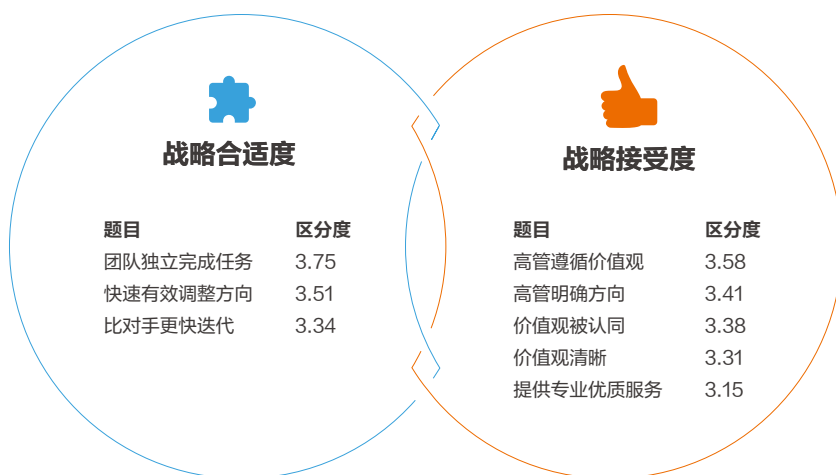 战略合适度
题目 区分度
团队独立完成任务 3.75
快速有效调整方向 3.51
比对手更快迭代 3.34
战略接受度
题目 区分度
高管遵循价值观 3.58
高管明确方向 3.41
价值观被认同 3.38
价值观清晰 3.31
提供专业优质服务 3.15